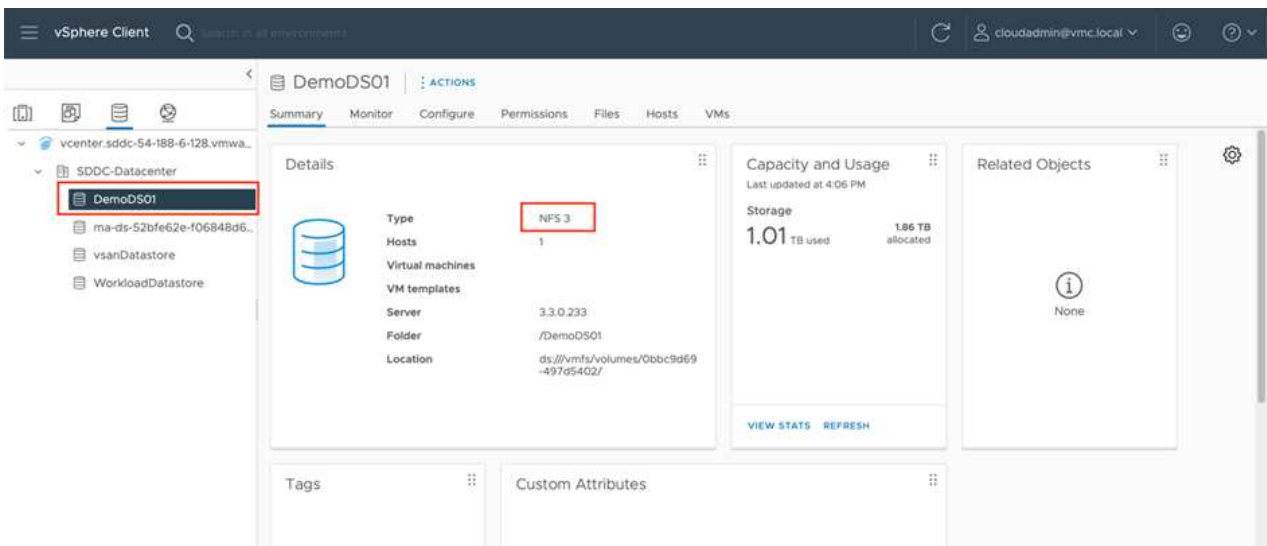 vSphere Client
Search in all environments
cloudadmin@vmc.local
DemoDS01
ACTIONS
Summary Monitor Configure Permissions Files Hosts VMs
vcenter.sddc-54-188-6-128.vmwa...
SDDC-Datacenter
DemoDS01
ma-ds-52bfe62e-f06848d6...
vsanDatastore
WorkloadDatastore
Details
Type NFS 3
Hosts 1
Virtual machines
VM templates
Server 3.3.0.233
Folder /DemoDS01
Location ds:///vmfs/volumes/0bbc9d69
-497d5402/
Capacity and Usage
Last updated at 4:06 PM
Storage
1.01 TB used
1.86 TB
allocated
VIEW STATS REFRESH
Related Objects
None
Tags
Custom Attributes